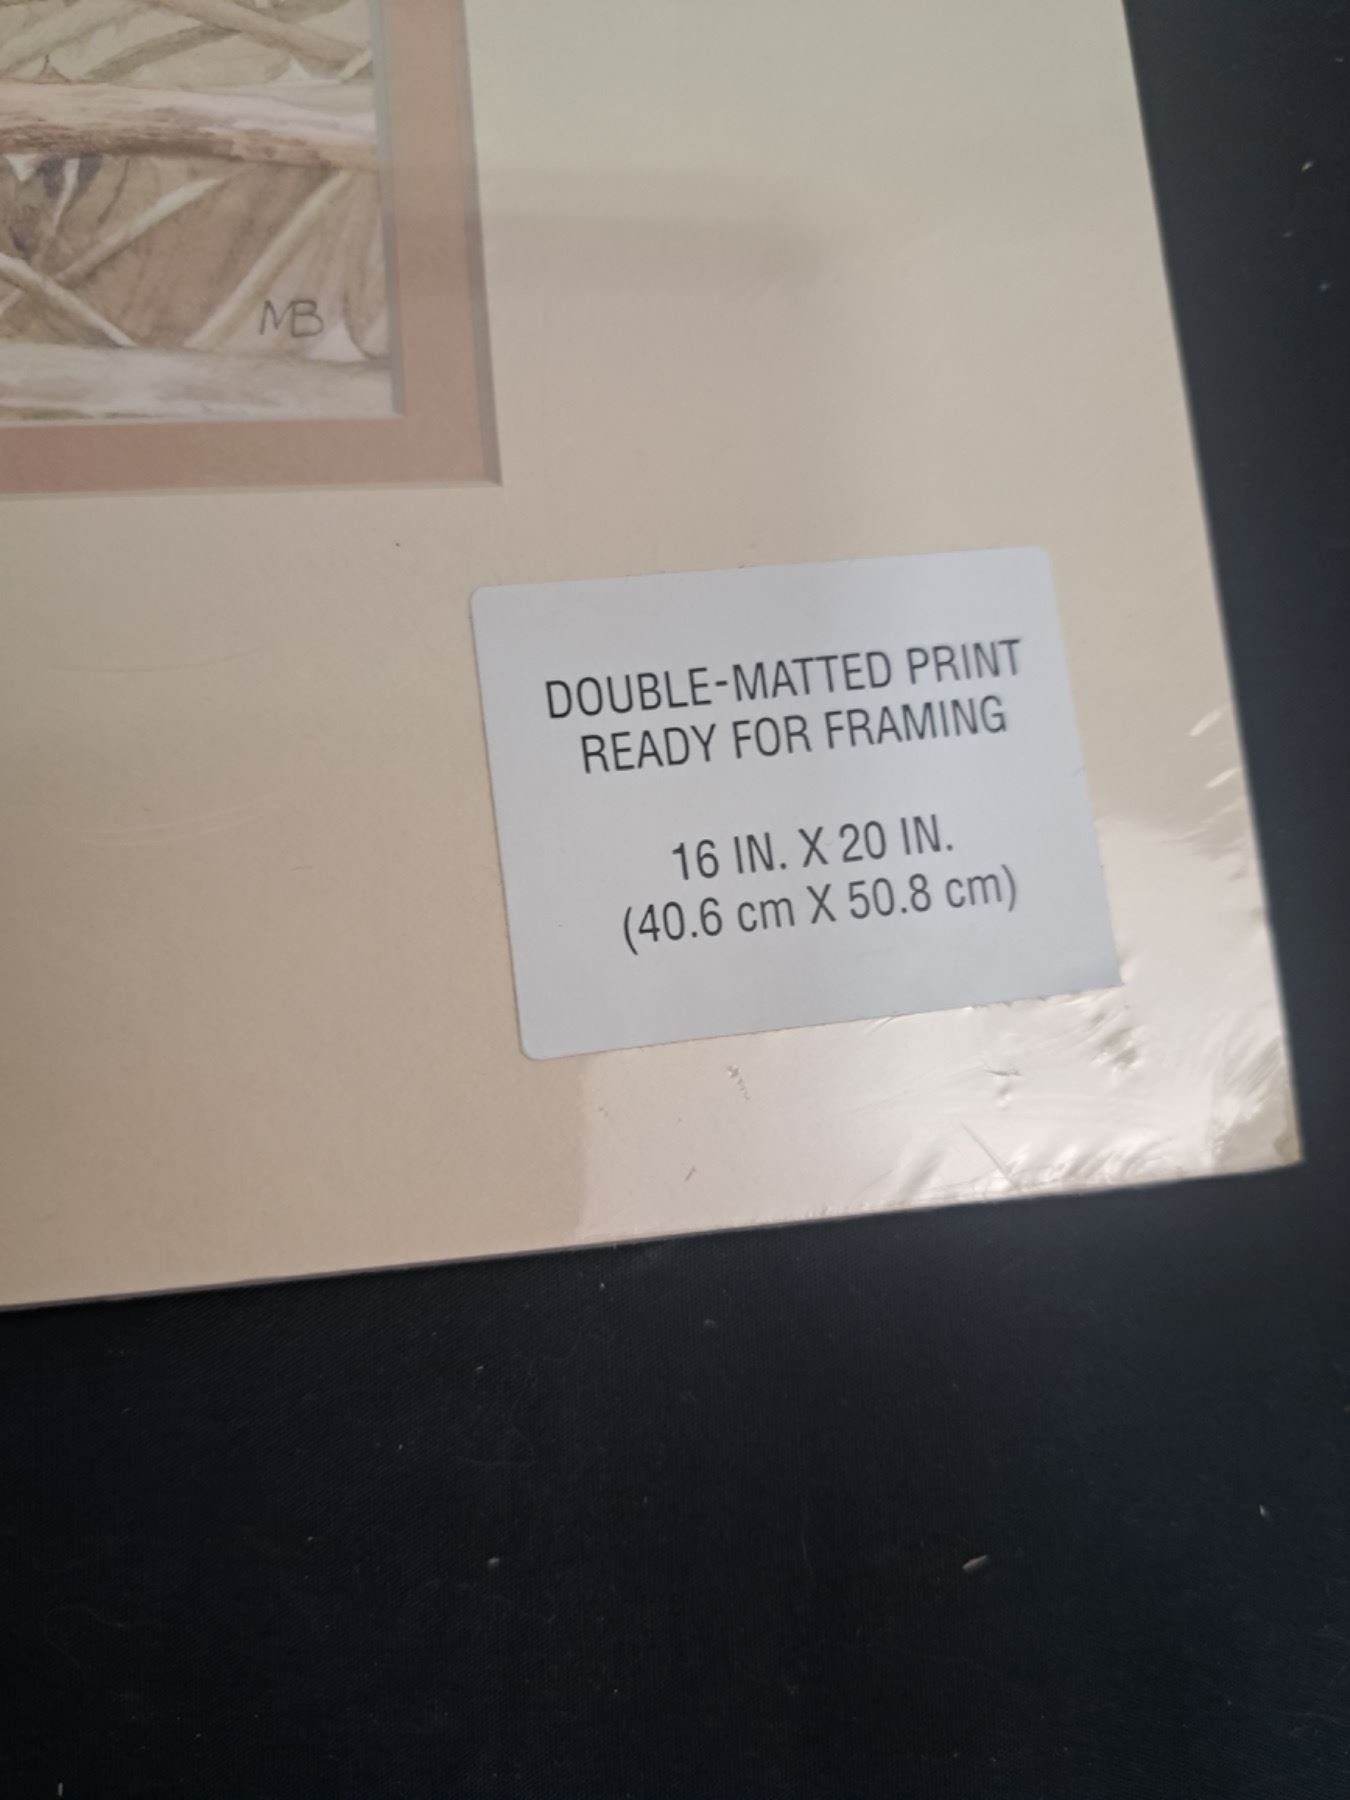 MB
DOUBLE-MATTED PRINT
READY FOR FRAMING
16 IN. X 20 IN.
(40.6 cm X 50.8 cm)